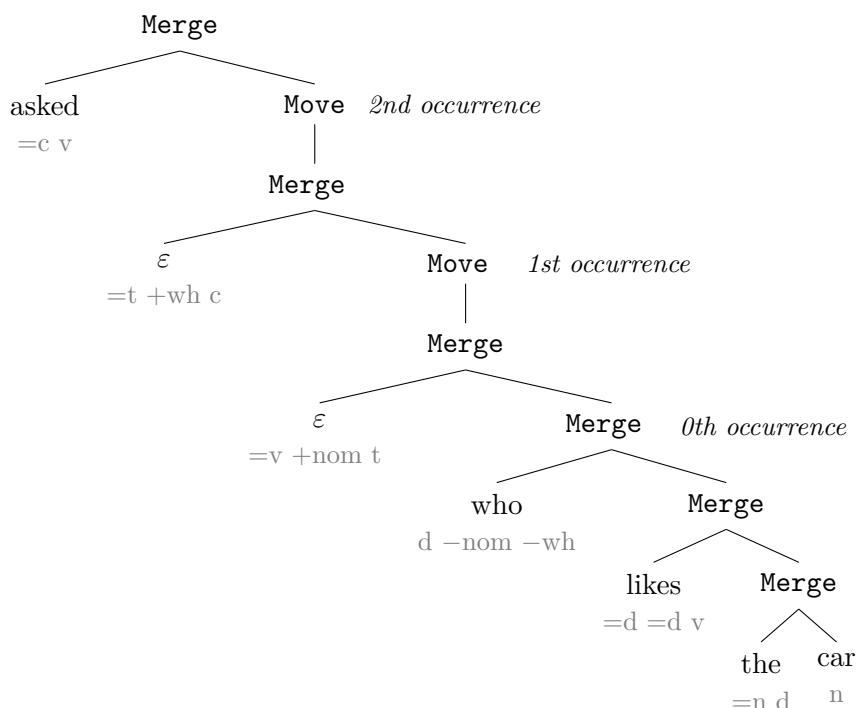 Merge
asked Move 2nd occurrence
=c v
Merge
ε Move 1st occurrence
=t +wh c
Merge
ε Merge 0th occurrence
=v +nom t
who Merge
d −nom −wh
likes Merge
=d =d v
the car
=n d n